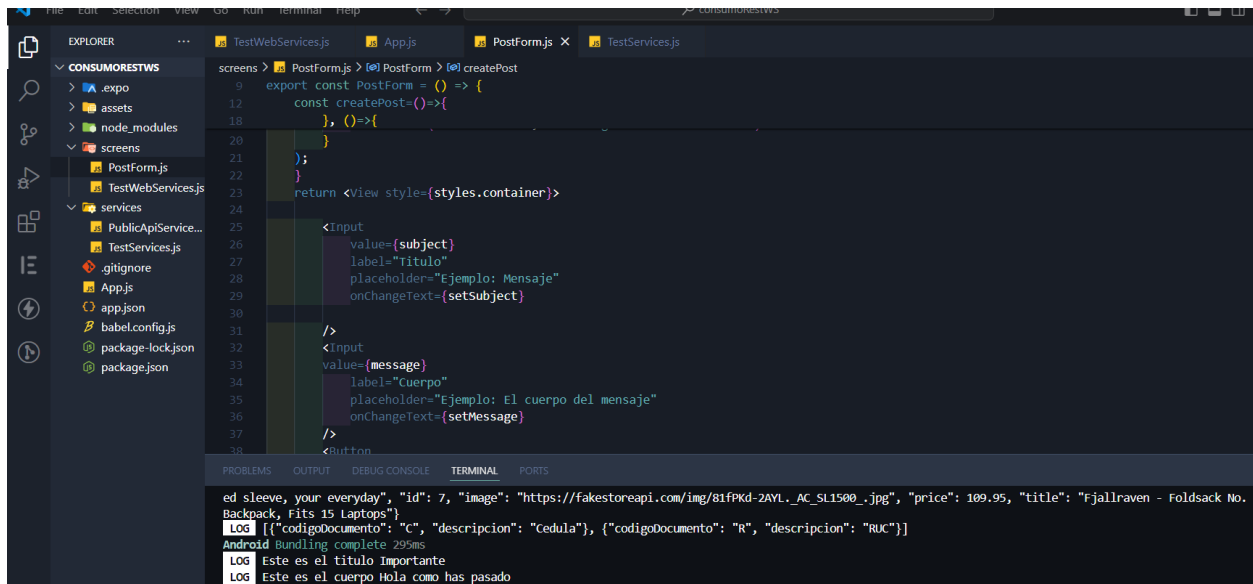 File Edit Selection View Go Run Terminal Help
consumoRestWS
EXPLORER
CONSUMORESTWS
.expo
assets
node_modules
screens
PostForm.js
TestWebServices.js
services
PublicApiService...
TestServices.js
.gitignore
App.js
app.json
babel.config.js
package-lock.json
package.json
TestWebServices.js App.js PostForm.js TestServices.js
screens > PostForm.js > PostForm > createPost
9 export const PostForm = () => {
12 const createPost=()=>{
18 }, ()=>{
20 }
21 );
22 }
23 return <View style={styles.container}>
24
25 <Input
26 value={subject}
27 label="Titulo"
28 placeholder="Ejemplo: Mensaje"
29 onChangeText={setSubject}
30
31 />
32 <Input
33 value={message}
34 label="Cuerpo"
35 placeholder="Ejemplo: El cuerpo del mensaje"
36 onChangeText={setMessage}
37 />
38 <Button
PROBLEMS OUTPUT DEBUG CONSOLE TERMINAL PORTS
ed sleeve, your everyday", "id": 7, "image": "https://fakestoreapi.com/img/81fPKd-2AYL._AC_SL1500_.jpg", "price": 109.95, "title": "Fjallraven - Foldsack No.
Backpack, Fits 15 Laptops"}
LOG [{"codigoDocumento": "C", "descripcion": "Cedula"}, {"codigoDocumento": "R", "descripcion": "RUC"}]
Android Bundling complete 295ms
LOG Este es el titulo Importante
LOG Este es el cuerpo Hola como has pasado